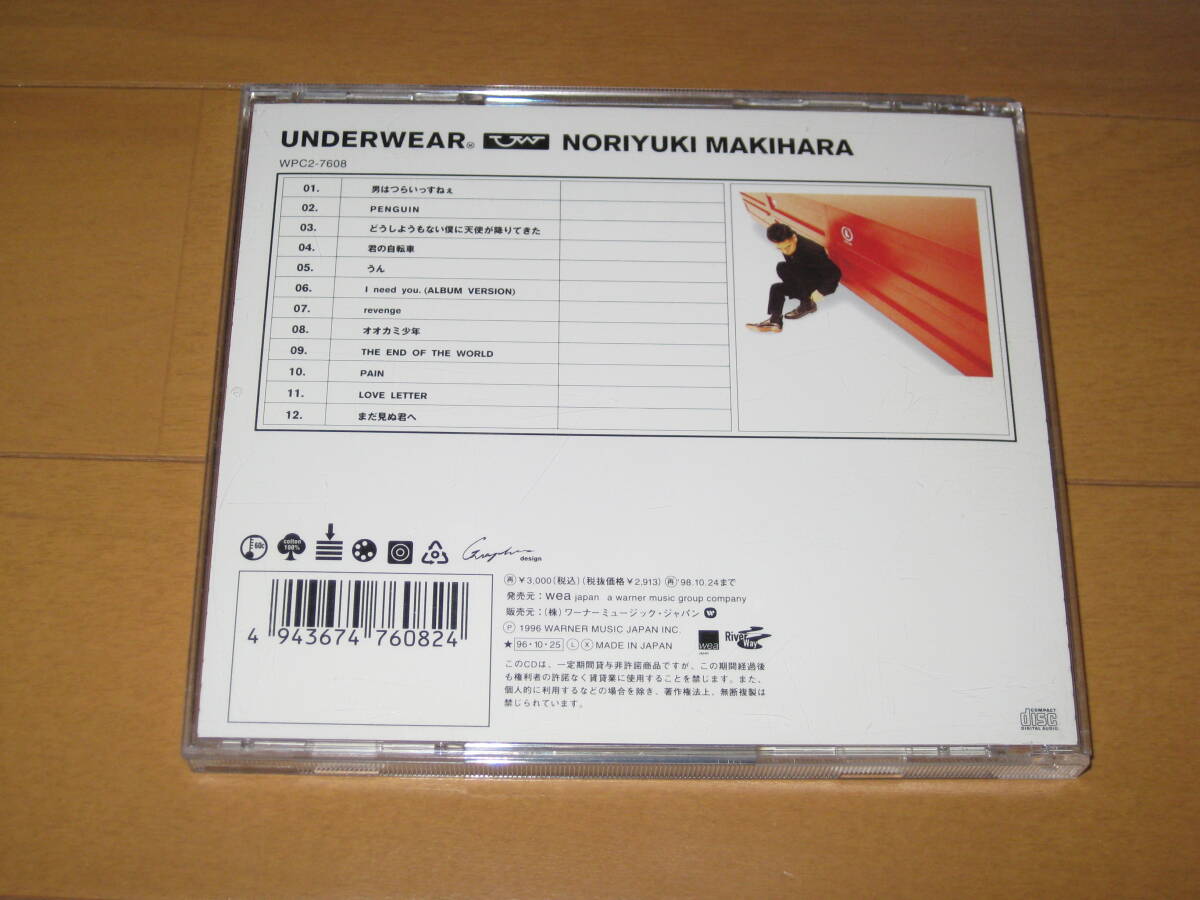 UNDERWEAR® UW NORIYUKI MAKIHARA
WPC2-7608
01. 男はつらいっすねぇ
02. PENGUIN
03. どうしようもない僕に天使が降りてきた
04. 君の自転車
05. うん
06. I need you. (ALBUM VERSION)
07. revenge
08. オオカミ少年
09. THE END OF THE WORLD
10. PAIN
11. LOVE LETTER
12. まだ見ぬ君へ
60c
cotton 100%
design
4 943674 760824
再 ¥3,000(税込)(税抜価格¥2,913) 再 '98.10.24まで
発売元:wea japan a warner music group company
販売元:(株)ワーナーミュージック・ジャパン
Ⓟ 1996 WARNER MUSIC JAPAN INC.
★ 96・10・25 Ⓛ Ⓧ MADE IN JAPAN
wea
JAPAN
River Way
このCDは、一定期間貸与非許諾商品ですが、この期間経過後
も権利者の許諾なく賃貸業に使用することを禁じます。また、
個人的に利用するなどの場合を除き、著作権法上、無断複製は
禁じられています。
COMPACT
disc
DIGITAL AUDIO